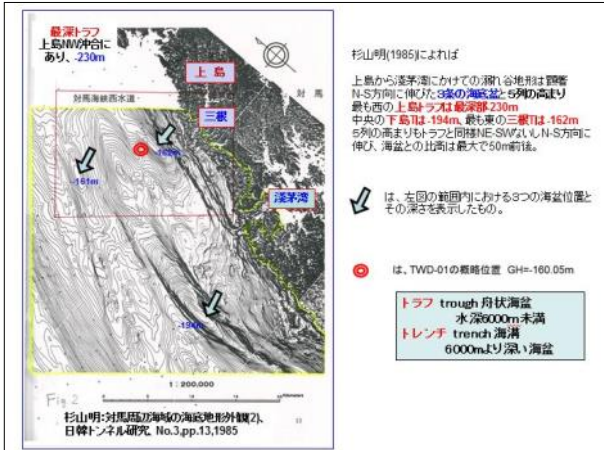 最深トラフ
上島NW沖合に
あり、-230m
上島
対馬
対馬海峡西水道
三根
-162m
-161m
浅茅湾
-194m
1:200,000
Fig.2
杉山明:対馬周辺海域の海底地形外観(2)、
日韓トンネル研究, No.3,pp.13,1985
杉山明(1985)によれば
上島から浅茅湾にかけての溺れ谷地形は顕著
N-S方向に伸びた3条の海底盆と5列の高まり
最も西の上島トラフは最深部-230m
中央の下島Tは-194m、最も東の三根Tは-162m
5列の高まりもトラフと同様NE-SWないしN-S方向に
伸び、海盆との比高は最大で50m前後。
は、左図の範囲内における3つの海盆位置と
その深さを表示したもの。
は、TWD-01の概略位置 GH=-160.05m
トラフ trough 舟状海盆
水深6000m未満
トレンチ trench 海溝
6000mより深い海盆